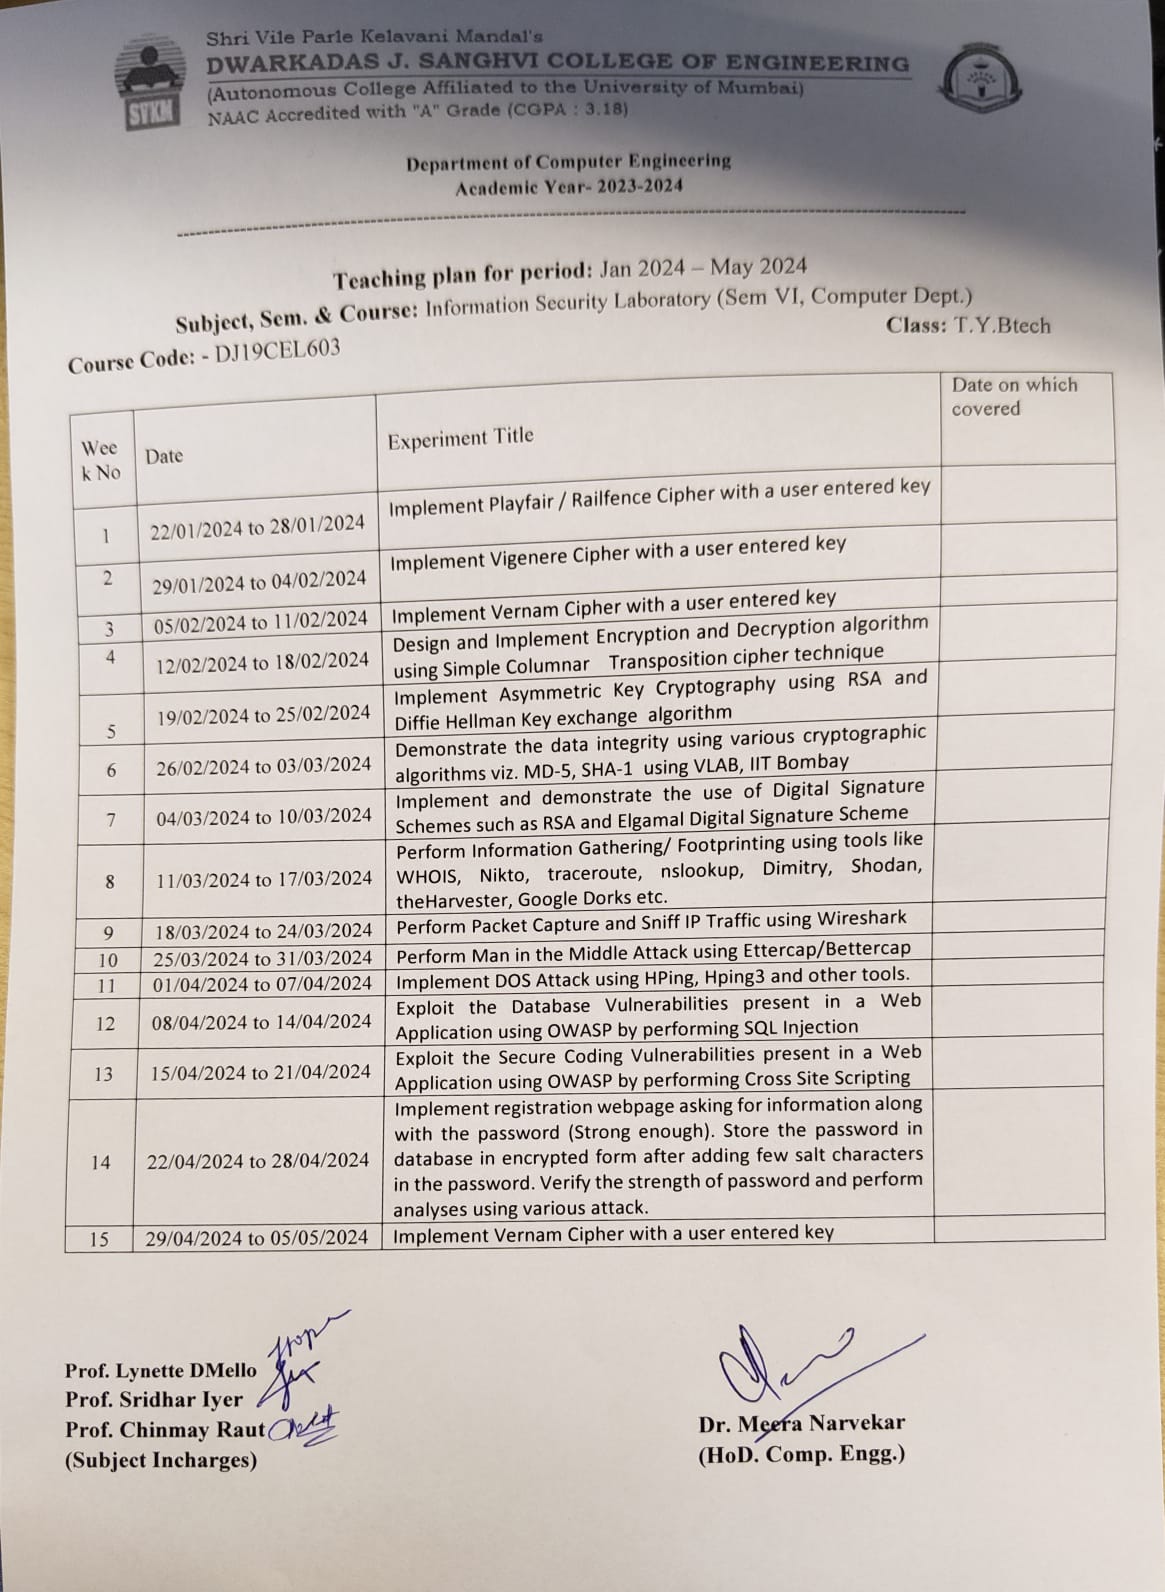 Shri Vile Parle Kelavani Mandal's
DWARKADAS J. SANGHVI COLLEGE OF ENGINEERING
(Autonomous College Affiliated to the University of Mumbai)
NAAC Accredited with "A" Grade (CGPA : 3.18)
SVKM
Department of Computer Engineering
Academic Year- 2023-2024
Teaching plan for period: Jan 2024 – May 2024
Subject, Sem. & Course: Information Security Laboratory (Sem VI, Computer Dept.)
Course Code: - DJ19CEL603 Class: T.Y.Btech
Wee
k No
Date
Experiment Title
Date on which
covered
1 22/01/2024 to 28/01/2024 Implement Playfair / Railfence Cipher with a user entered key
2 29/01/2024 to 04/02/2024 Implement Vigenere Cipher with a user entered key
3 05/02/2024 to 11/02/2024 Implement Vernam Cipher with a user entered key
4 12/02/2024 to 18/02/2024 Design and Implement Encryption and Decryption algorithm
using Simple Columnar Transposition cipher technique
5 19/02/2024 to 25/02/2024 Implement Asymmetric Key Cryptography using RSA and
Diffie Hellman Key exchange algorithm
6 26/02/2024 to 03/03/2024 Demonstrate the data integrity using various cryptographic
algorithms viz. MD-5, SHA-1 using VLAB, IIT Bombay
7 04/03/2024 to 10/03/2024 Implement and demonstrate the use of Digital Signature
Schemes such as RSA and Elgamal Digital Signature Scheme
8 11/03/2024 to 17/03/2024 Perform Information Gathering/ Footprinting using tools like
WHOIS, Nikto, traceroute, nslookup, Dimitry, Shodan,
theHarvester, Google Dorks etc.
9 18/03/2024 to 24/03/2024 Perform Packet Capture and Sniff IP Traffic using Wireshark
10 25/03/2024 to 31/03/2024 Perform Man in the Middle Attack using Ettercap/Bettercap
11 01/04/2024 to 07/04/2024 Implement DOS Attack using HPing, Hping3 and other tools.
12 08/04/2024 to 14/04/2024 Exploit the Database Vulnerabilities present in a Web
Application using OWASP by performing SQL Injection
13 15/04/2024 to 21/04/2024 Exploit the Secure Coding Vulnerabilities present in a Web
Application using OWASP by performing Cross Site Scripting
14 22/04/2024 to 28/04/2024 Implement registration webpage asking for information along
with the password (Strong enough). Store the password in
database in encrypted form after adding few salt characters
in the password. Verify the strength of password and perform
analyses using various attack.
15 29/04/2024 to 05/05/2024 Implement Vernam Cipher with a user entered key
Prof. Lynette DMello
Prof. Sridhar Iyer
Prof. Chinmay Raut
(Subject Incharges)
Dr. Meera Narvekar
(HoD. Comp. Engg.)